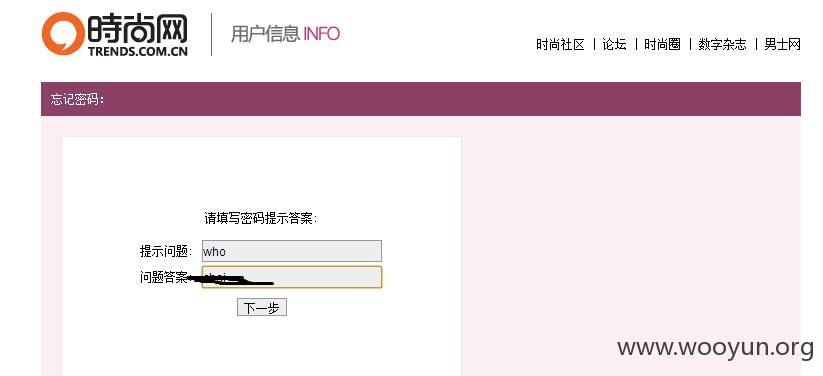 時尚网
TRENDS.COM.CN
用户信息 INFO
时尚社区 | 论坛 | 时尚圈 | 数字杂志 | 男士网
忘记密码：
请填写密码提示答案：
提示问题： who
问题答案
下一步
www.wooyun.org